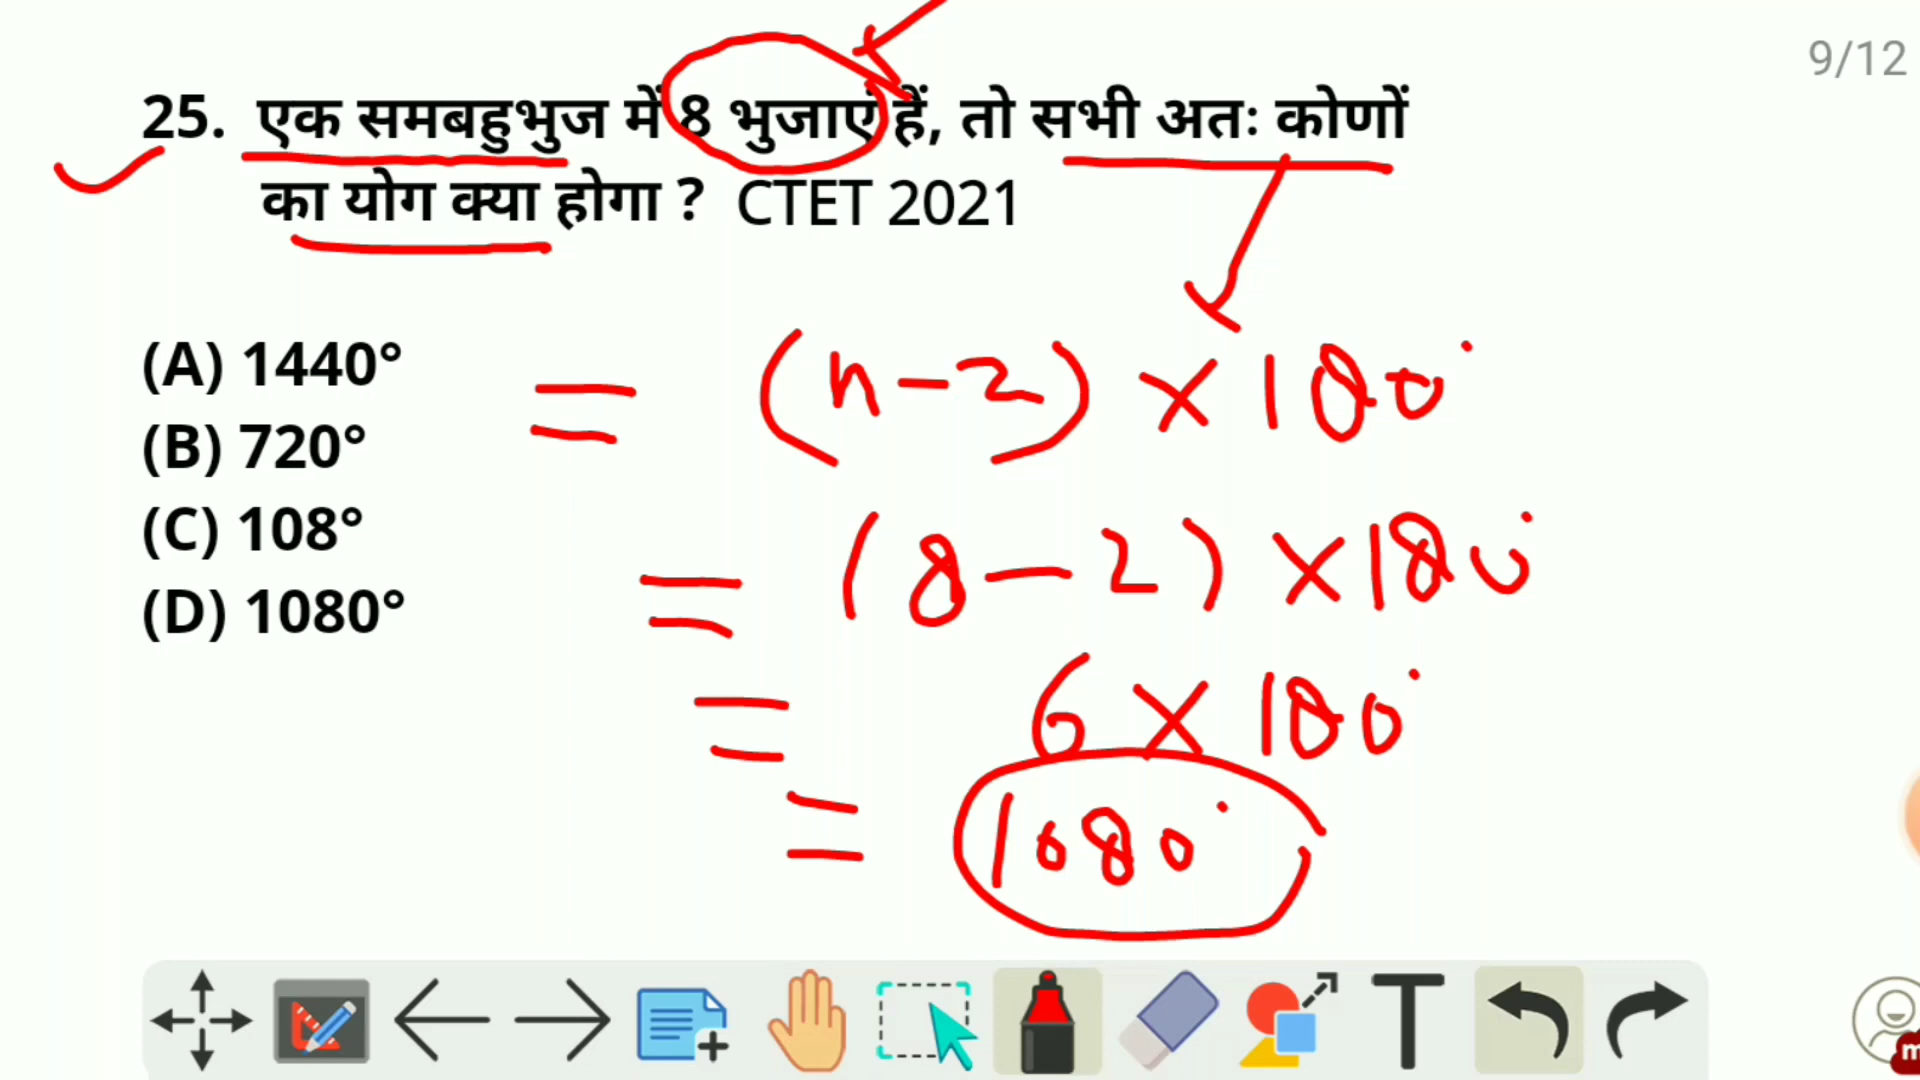 9/12
25. एक समबहुभुज में 8 भुजाएं हैं, तो सभी अतः कोणों
का योग क्या होगा ? CTET 2021
(A) 1440°
(B) 720°
(C) 108°
(D) 1080°
= (n-2) × 180°
= (8-2) × 180°
= 6 × 180°
= 1080°
T
m